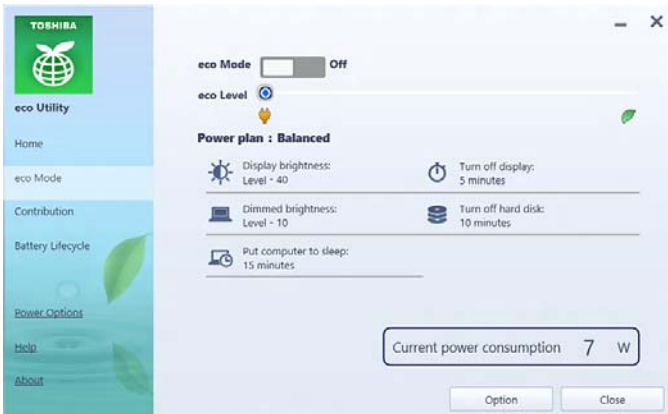 TOSHIBA
eco Utility
Home
eco Mode
Contribution
Battery Lifecycle
Power Options
Help
About
eco Mode Off
eco Level
Power plan : Balanced
Display brightness:
Level - 40
Turn off display:
5 minutes
Dimmed brightness:
Level - 10
Turn off hard disk:
10 minutes
Put computer to sleep:
15 minutes
Current power consumption 7 W
Option Close